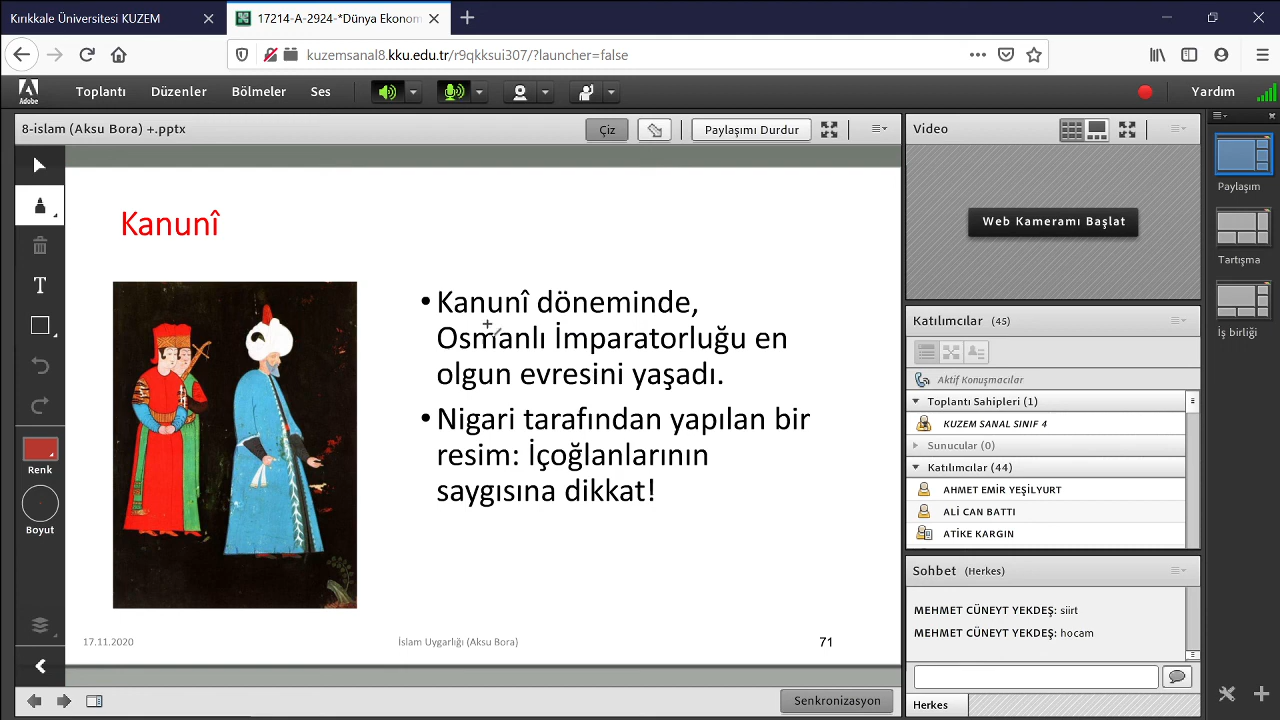 Kırıkkale Üniversitesi KUZEM
17214-A-2924-*Dünya Ekonom
kuzemsanal8.kku.edu.tr/r9qkksui307/?launcher=false
Adobe
Toplantı
Düzenler
Bölmeler
Ses
Yardım
8-islam (Aksu Bora) +.pptx
Çiz
Paylaşımı Durdur
T
Renk
Boyut
Kanunî
• Kanunî döneminde,
Osmanlı İmparatorluğu en
olgun evresini yaşadı.
• Nigari tarafından yapılan bir
resim: İçoğlanlarının
saygısına dikkat!
17.11.2020
İslam Uygarlığı (Aksu Bora)
71
Senkronizasyon
Video
Web Kameramı Başlat
Katılımcılar (45)
Aktif Konuşmacılar
Toplantı Sahipleri (1)
KUZEM SANAL SINIF 4
Sunucular (0)
Katılımcılar (44)
AHMET EMİR YEŞİLYURT
ALİ CAN BATTI
ATİKE KARGIN
Sohbet (Herkes)
MEHMET CÜNEYT YEKDEŞ: siirt
MEHMET CÜNEYT YEKDEŞ: hocam
Herkes
Paylaşım
Tartışma
İş birliği